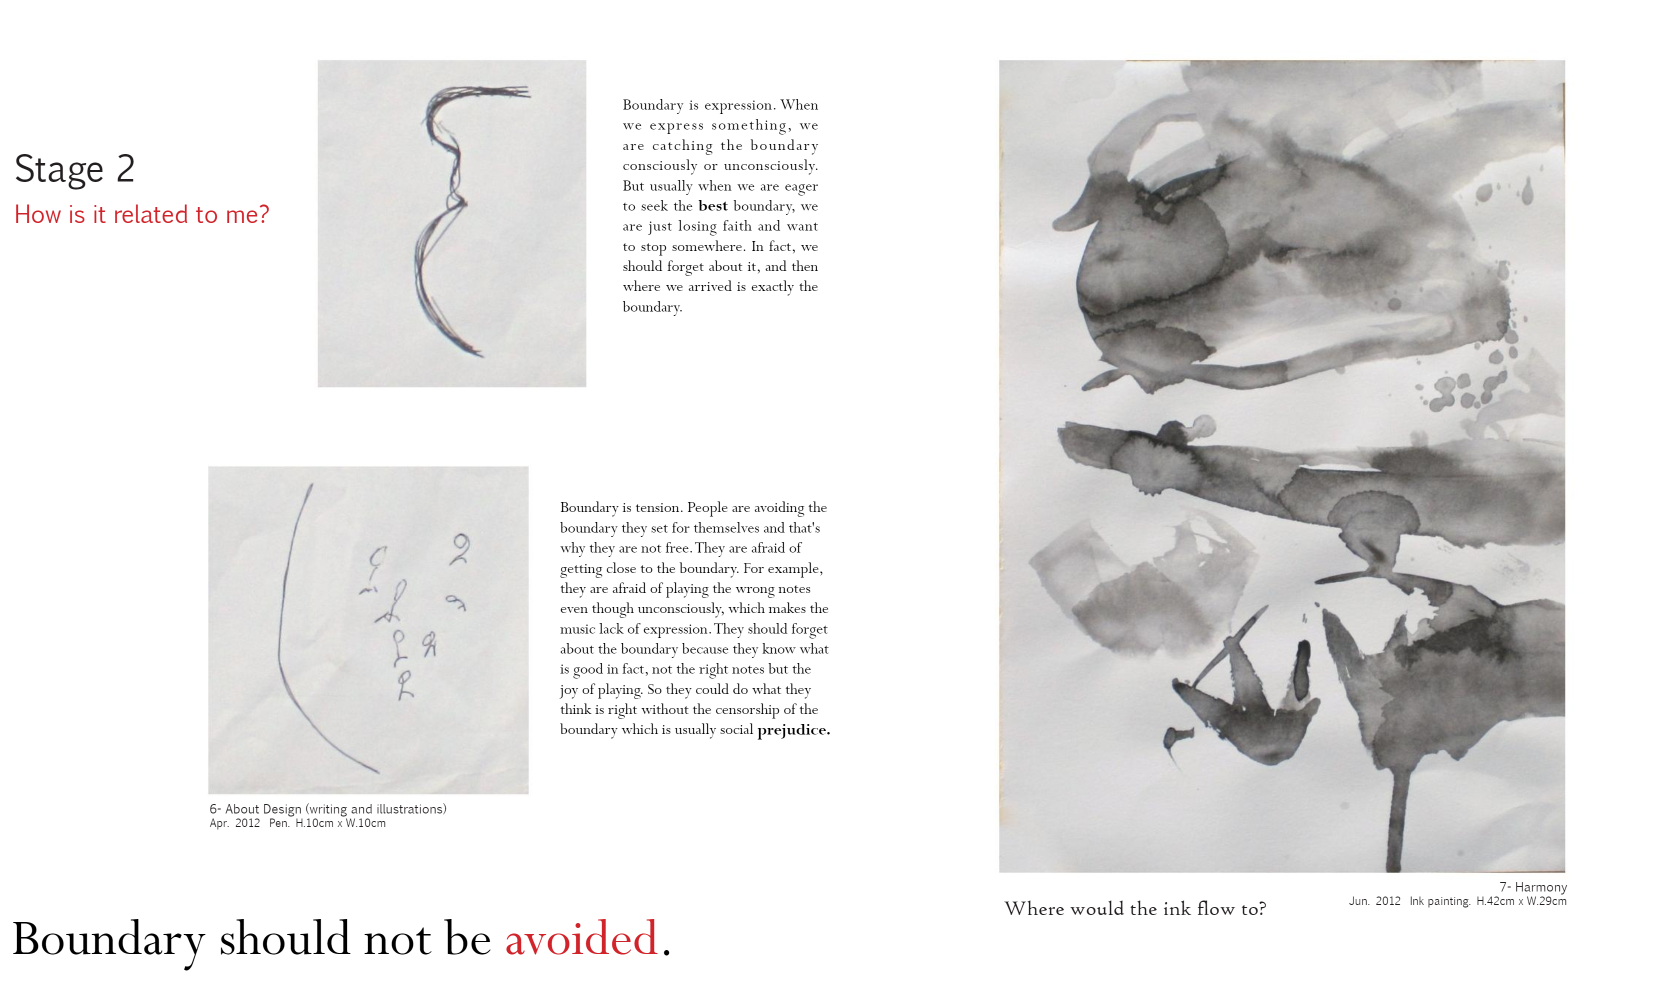 Stage 2
How is it related to me?
Boundary is expression. When
we express something, we
are catching the boundary
consciously or unconsciously.
But usually when we are eager
to seek the best boundary, we
are just losing faith and want
to stop somewhere. In fact, we
should forget about it, and then
where we arrived is exactly the
boundary.
Boundary is tension. People are avoiding the
boundary they set for themselves and that's
why they are not free. They are afraid of
getting close to the boundary. For example,
they are afraid of playing the wrong notes
even though unconsciously, which makes the
music lack of expression. They should forget
about the boundary because they know what
is good in fact, not the right notes but the
joy of playing. So they could do what they
think is right without the censorship of the
boundary which is usually social prejudice.
6- About Design (writing and illustrations)
Apr. 2012 Pen. H.10cm x W.10cm
Boundary should not be avoided.
Where would the ink flow to?
7- Harmony
Jun. 2012 Ink painting. H.42cm x W.29cm